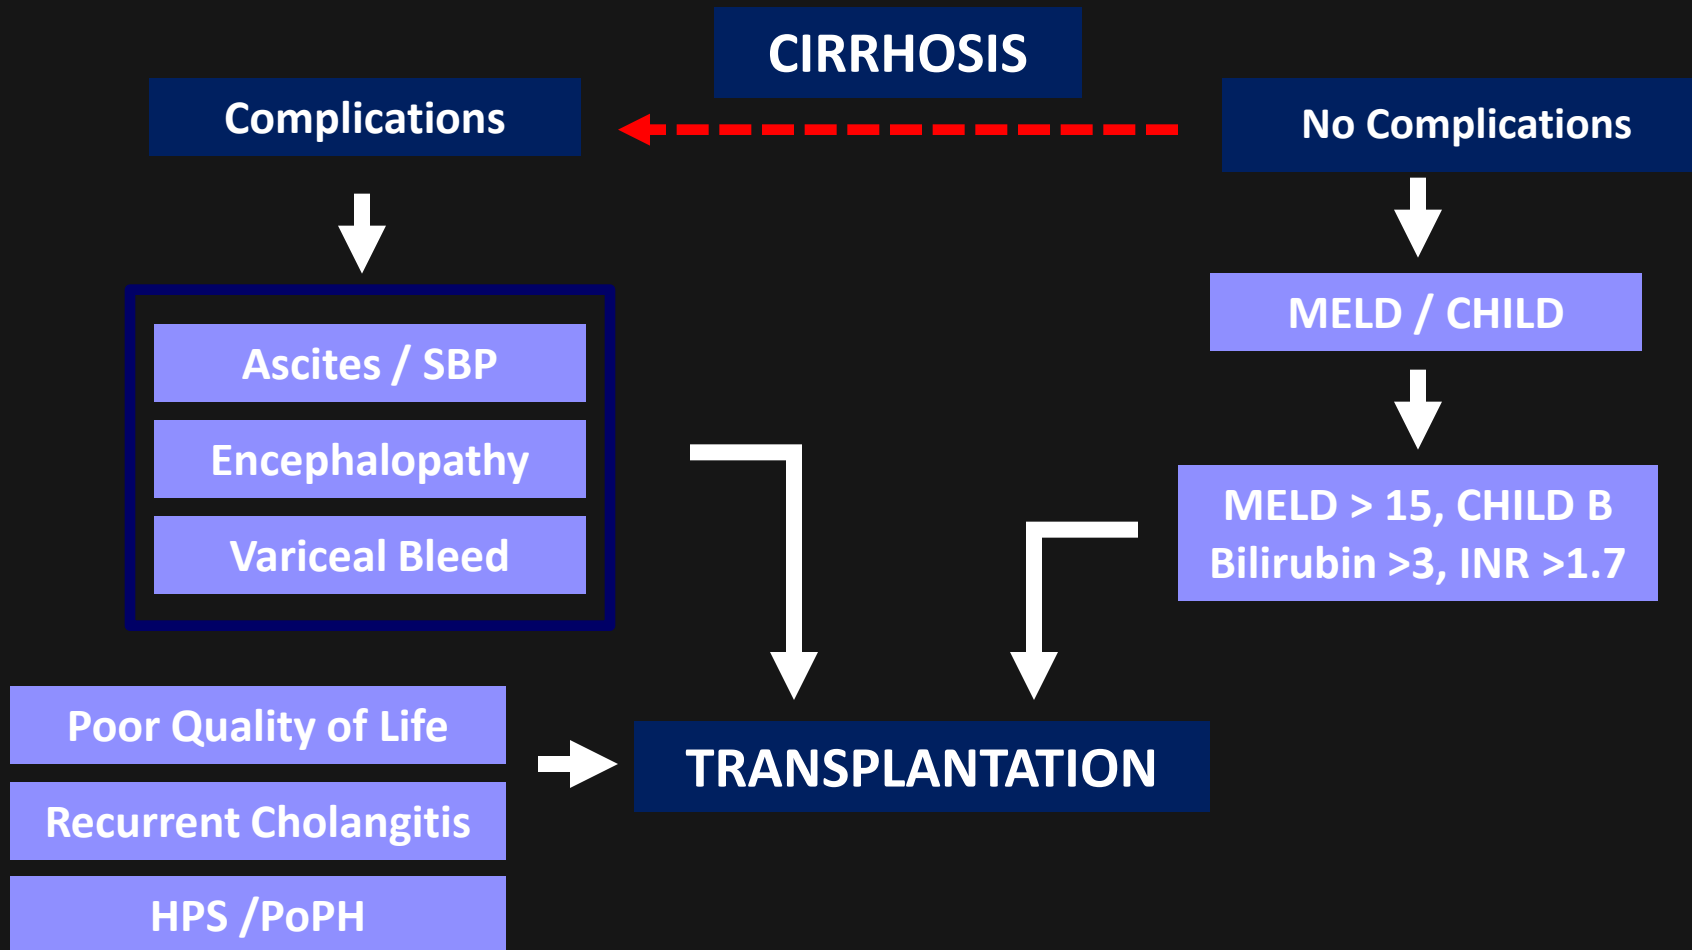 CIRRHOSIS
Complications
No Complications
MELD / CHILD
Ascites / SBP
Encephalopathy
Variceal Bleed
MELD > 15, CHILD B
Bilirubin >3, INR >1.7
Poor Quality of Life
Recurrent Cholangitis
HPS /PoPH
TRANSPLANTATION